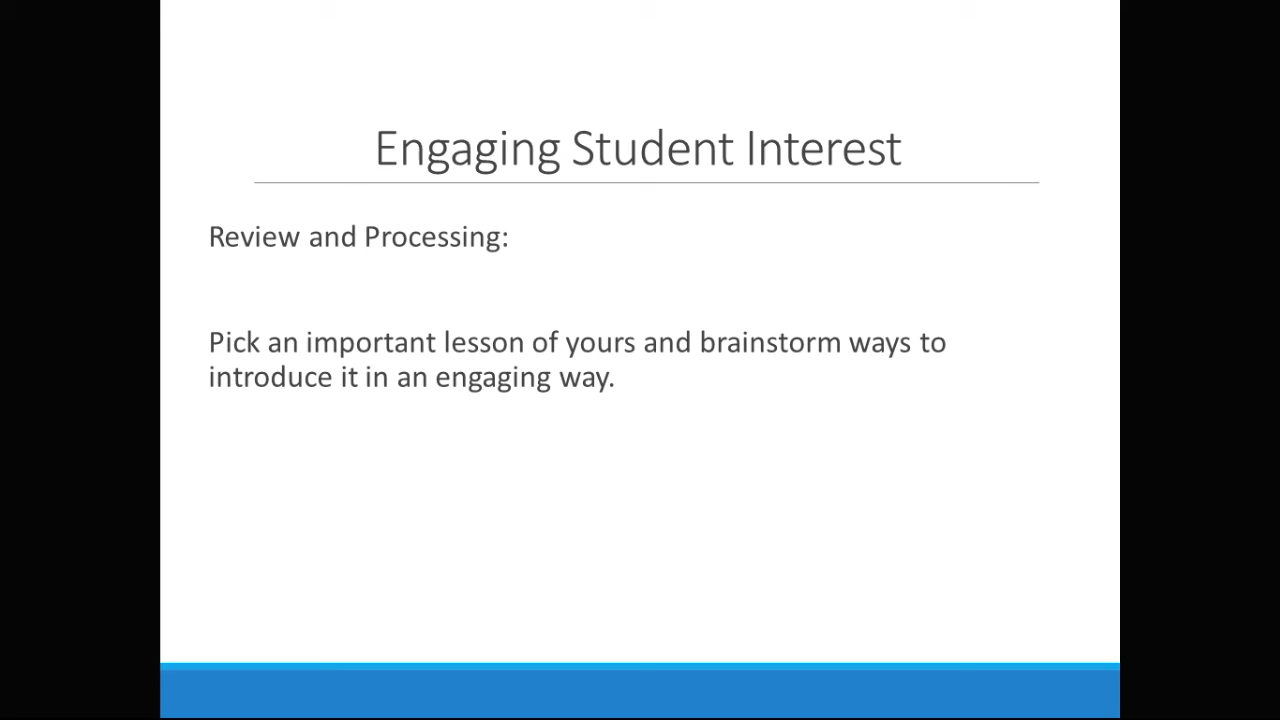 Engaging Student Interest
Review and Processing:
Pick an important lesson of yours and brainstorm ways to
introduce it in an engaging way.